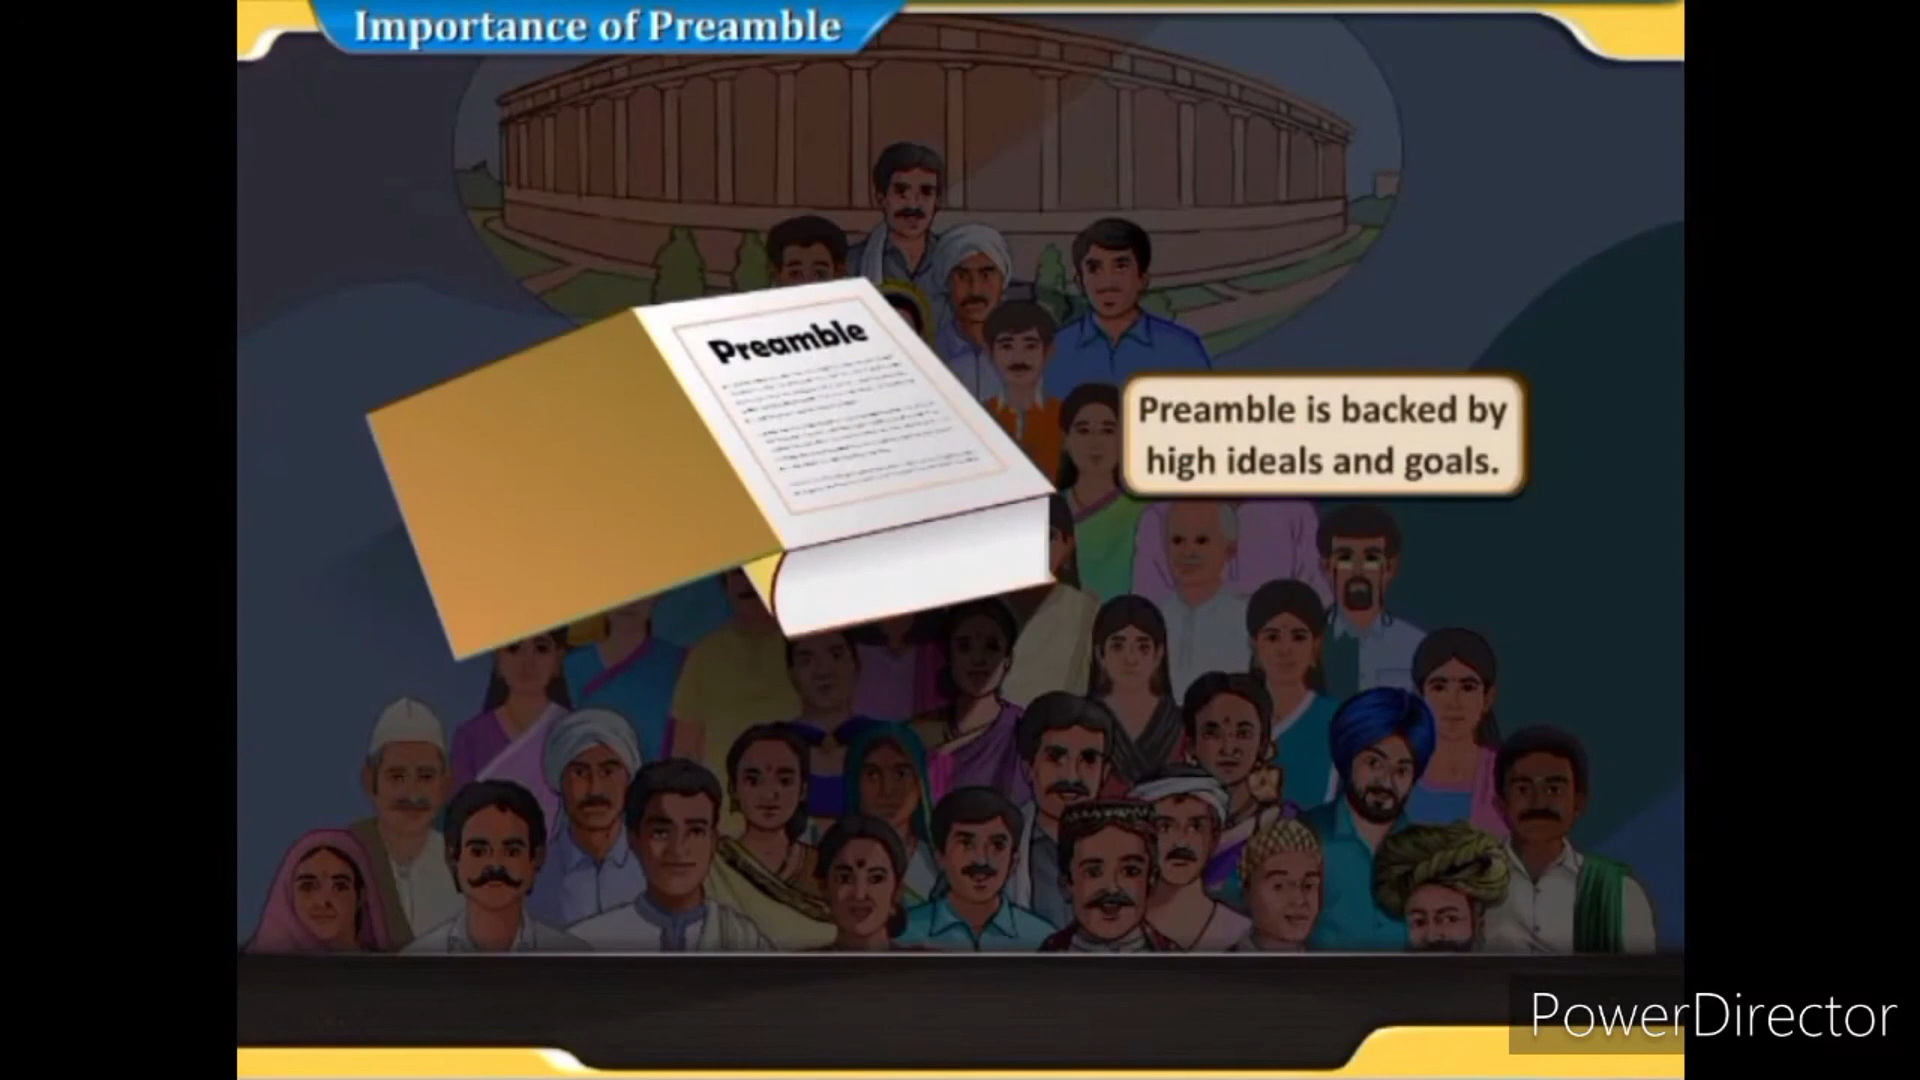 Importance of Preamble
Preamble
Preamble is backed by
high ideals and goals.
PowerDirector